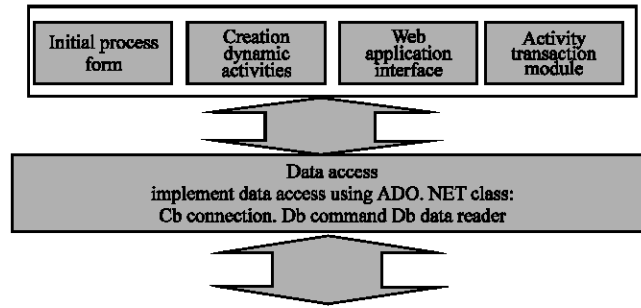 Initial process
form
Creation
dynamic
activities
Web
application
interface
Activity
transaction
module
Data access
implement data access using ADO. NET class:
Cb connection. Db command Db data reader